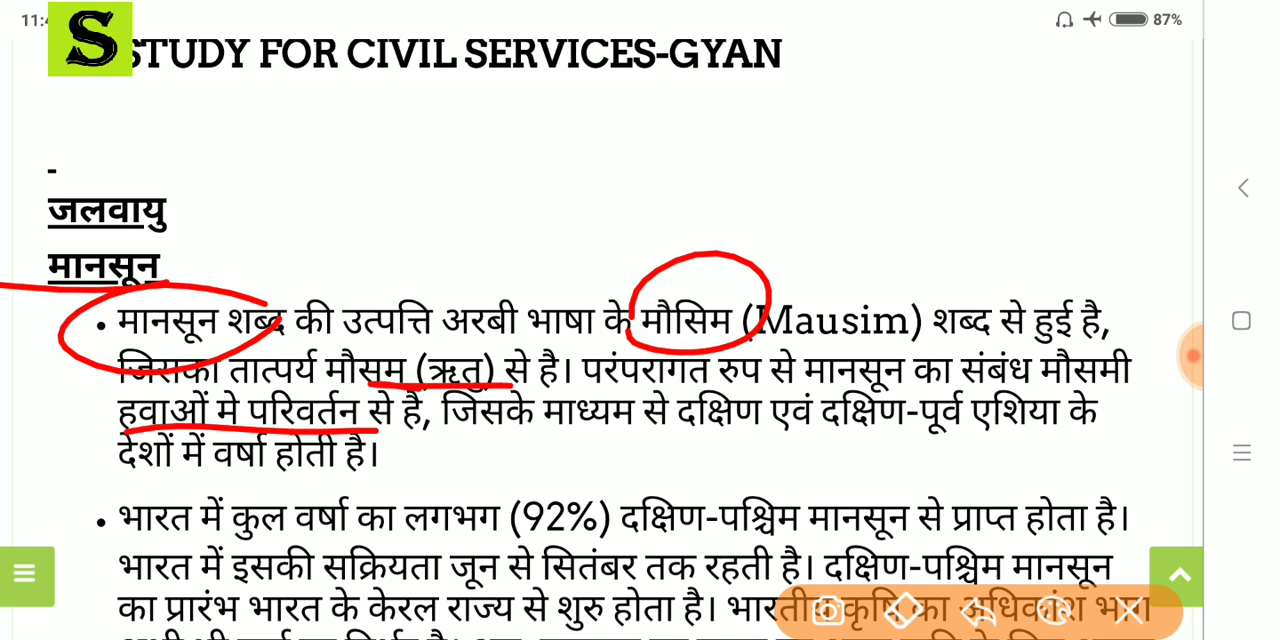 11:4
87%
S
STUDY FOR CIVIL SERVICES-GYAN
-
जलवायु
मानसून
• मानसून शब्द की उत्पत्ति अरबी भाषा के मौसिम (Mausim) शब्द से हुई है,
जिसका तात्पर्य मौसम (ऋतु) से है। परंपरागत रुप से मानसून का संबंध मौसमी
हवाओं मे परिवर्तन से है, जिसके माध्यम से दक्षिण एवं दक्षिण-पूर्व एशिया के
देशों में वर्षा होती है।
• भारत में कुल वर्षा का लगभग (92%) दक्षिण-पश्चिम मानसून से प्राप्त होता है।
भारत में इसकी सक्रियता जून से सितंबर तक रहती है। दक्षिण-पश्चिम मानसून
का प्रारंभ भारत के केरल राज्य से शुरु होता है। भारतीय कृषि का अधिकांश भाग